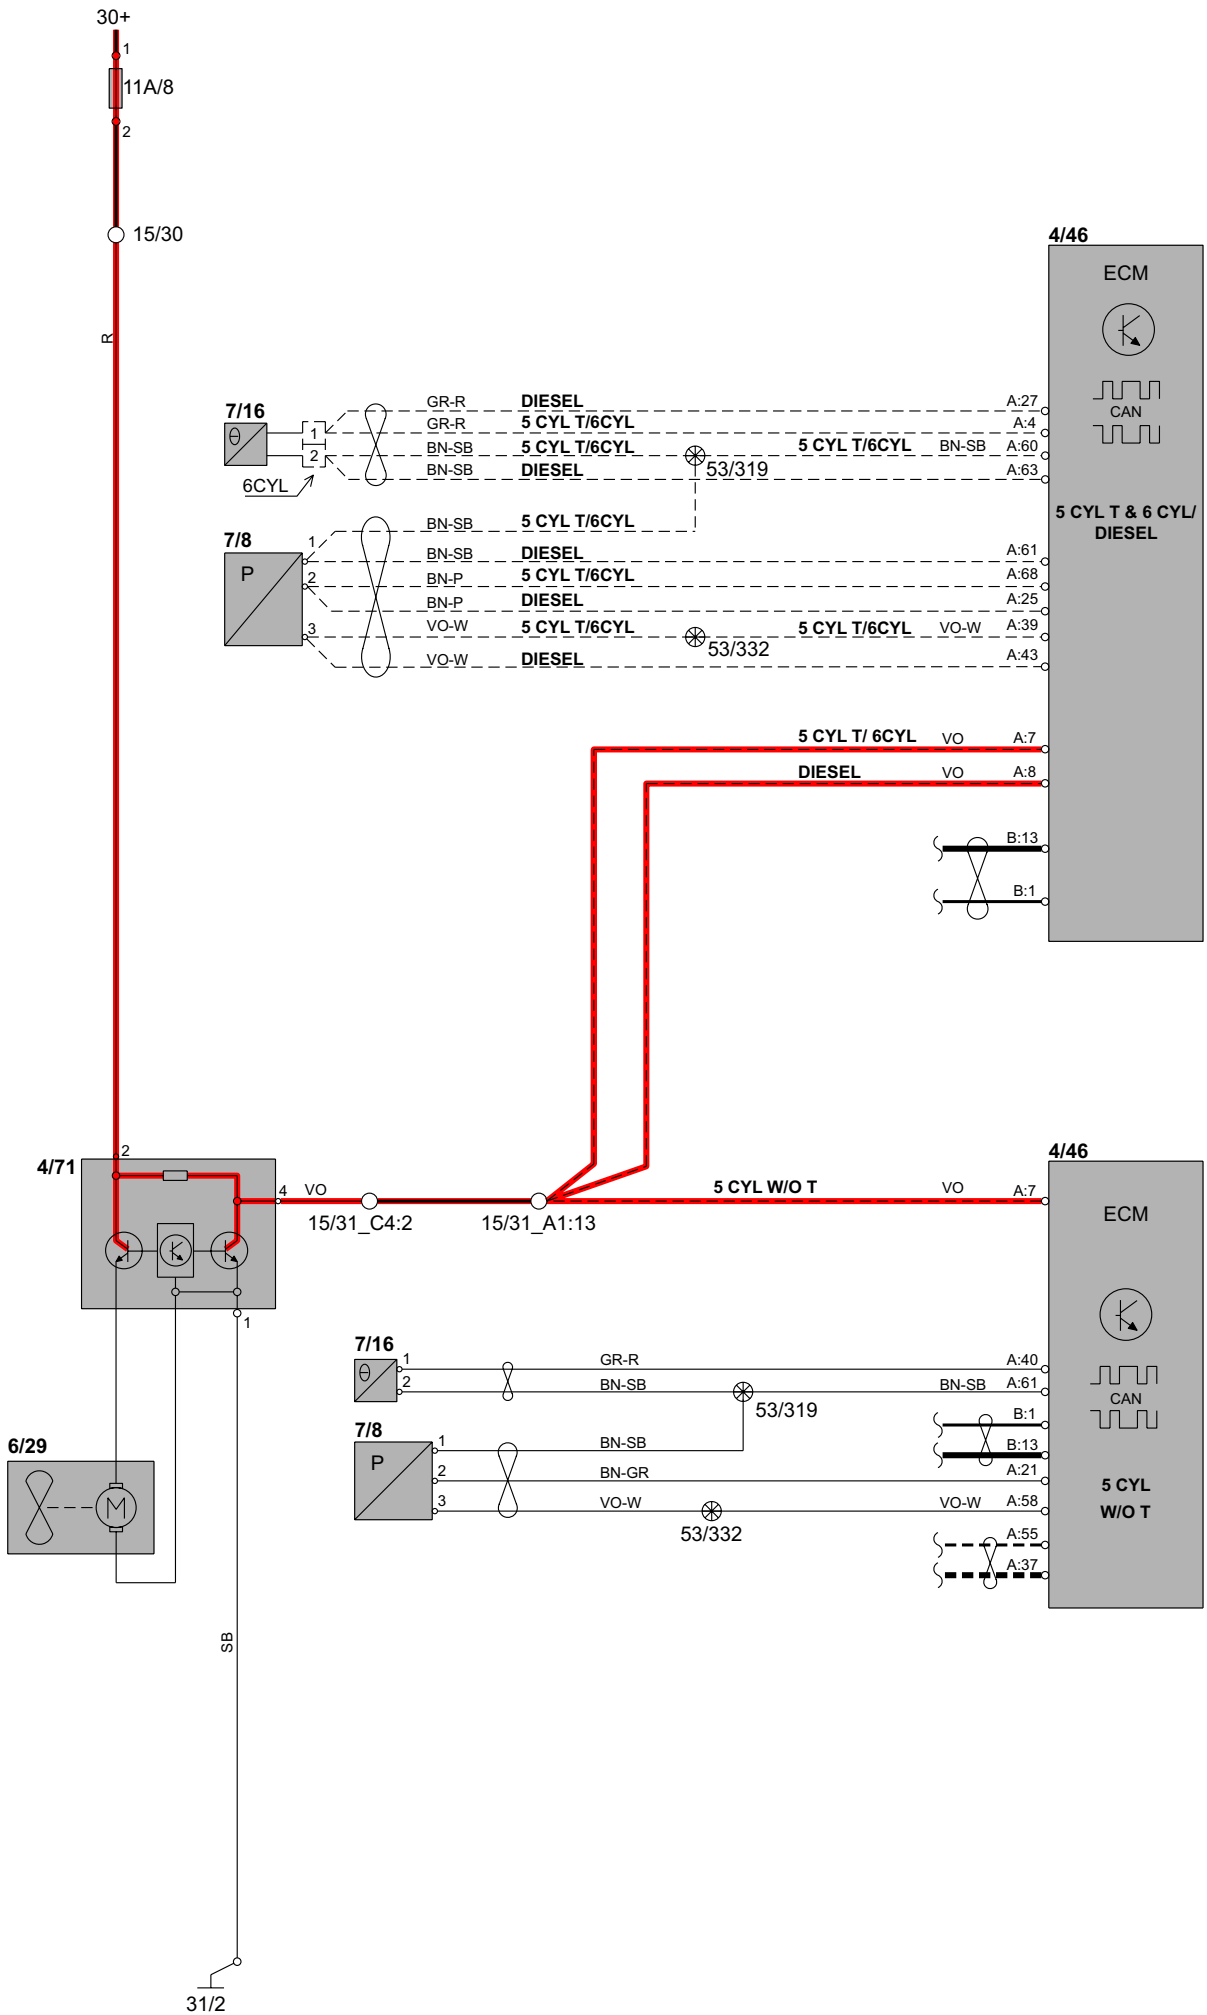 30+
1
11A/8
2
15/30
R
4/46
ECM
CAN
5 CYL T & 6 CYL/
DIESEL
7/16
θ
1
2
6CYL
GR-R DIESEL A:27
GR-R 5 CYL T/6CYL A:4
BN-SB 5 CYL T/6CYL 5 CYL T/6CYL BN-SB A:60
53/319
BN-SB DIESEL A:63
7/8
P
1
2
3
BN-SB 5 CYL T/6CYL
BN-SB DIESEL A:61
BN-P 5 CYL T/6CYL A:68
BN-P DIESEL A:25
VO-W 5 CYL T/6CYL 5 CYL T/6CYL VO-W A:39
53/332
VO-W DIESEL A:43
5 CYL T/ 6CYL VO A:7
DIESEL VO A:8
B:13
B:1
4/71
2
4 VO
15/31_C4:2
15/31_A1:13
5 CYL W/O T VO A:7
1
4/46
ECM
CAN
5 CYL
W/O T
7/16
θ
1 GR-R A:40
2 BN-SB BN-SB A:61
53/319
B:1
7/8
P
1 BN-SB B:13
2 BN-GR A:21
3 VO-W VO-W A:58
53/332
A:55
A:37
6/29
M
SB
31/2